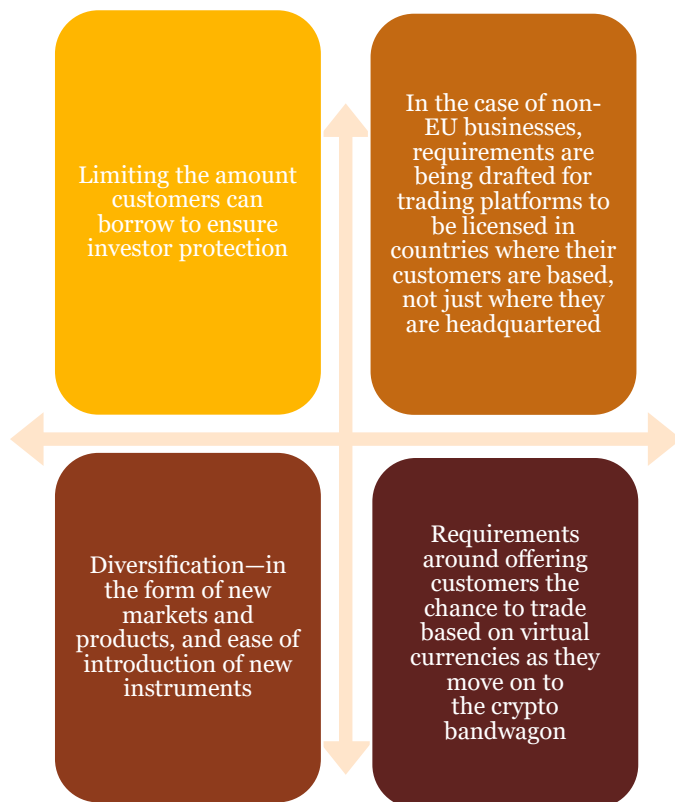 Limiting the amount
customers can
borrow to ensure
investor protection
In the case of non-
EU businesses,
requirements are
being drafted for
trading platforms to
be licensed in
countries where their
customers are based,
not just where they
are headquartered
Diversification—in
the form of new
markets and
products, and ease of
introduction of new
instruments
Requirements
around offering
customers the
chance to trade
based on virtual
currencies as they
move on to
the crypto
bandwagon